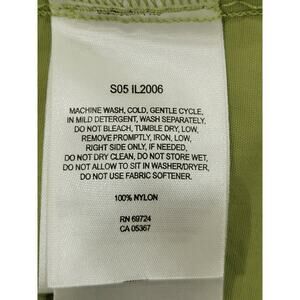 S05 IL2006
MACHINE WASH, COLD, GENTLE CYCLE,
IN MILD DETERGENT, WASH SEPARATELY,
DO NOT BLEACH, TUMBLE DRY, LOW,
REMOVE PROMPTLY, IRON, LOW,
RIGHT SIDE ONLY, IF NEEDED,
DO NOT DRY CLEAN, DO NOT STORE WET,
DO NOT ALLOW TO SIT IN WASHER/DRYER,
DO NOT USE FABRIC SOFTENER.
100% NYLON
RN 69724
CA 05367